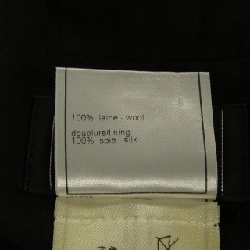 100% laine - wool
doublure/lining
100% soie - silk